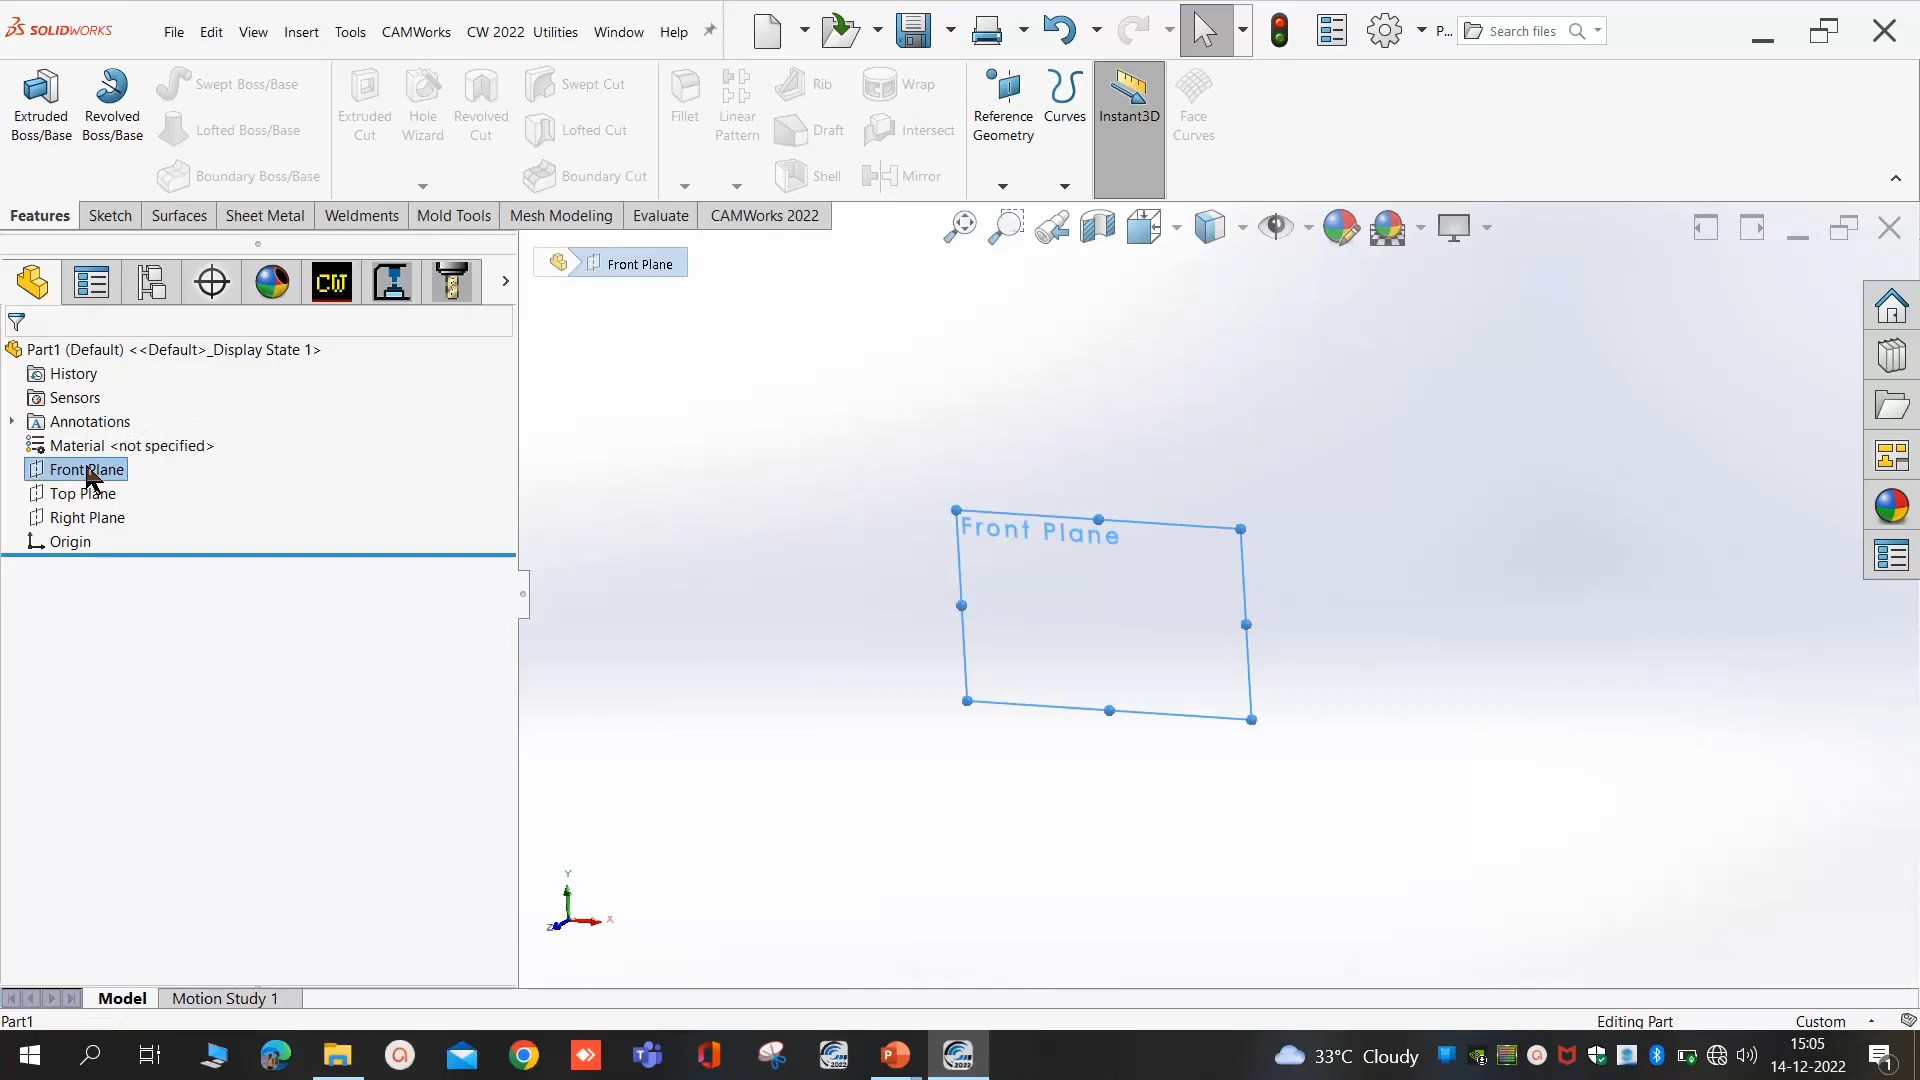 SOLIDWORKS
File Edit View Insert Tools CAMWorks CW 2022 Utilities Window Help
P... Search files
Extruded Boss/Base
Revolved Boss/Base
Swept Boss/Base
Lofted Boss/Base
Boundary Boss/Base
Extruded Cut
Hole Wizard
Revolved Cut
Swept Cut
Lofted Cut
Boundary Cut
Fillet
Linear Pattern
Rib
Draft
Shell
Wrap
Intersect
Mirror
Reference Geometry
Curves
Instant3D
Face Curves
Features Sketch Surfaces Sheet Metal Weldments Mold Tools Mesh Modeling Evaluate CAMWorks 2022
Front Plane
CW
Part1 (Default) <<Default>_Display State 1>
History
Sensors
Annotations
Material <not specified>
Front Plane
Top Plane
Right Plane
Origin
Front Plane
Y
X
Z
Model Motion Study 1
Part1
Editing Part Custom
2022
2022
33°C Cloudy
15:05
14-12-2022
1